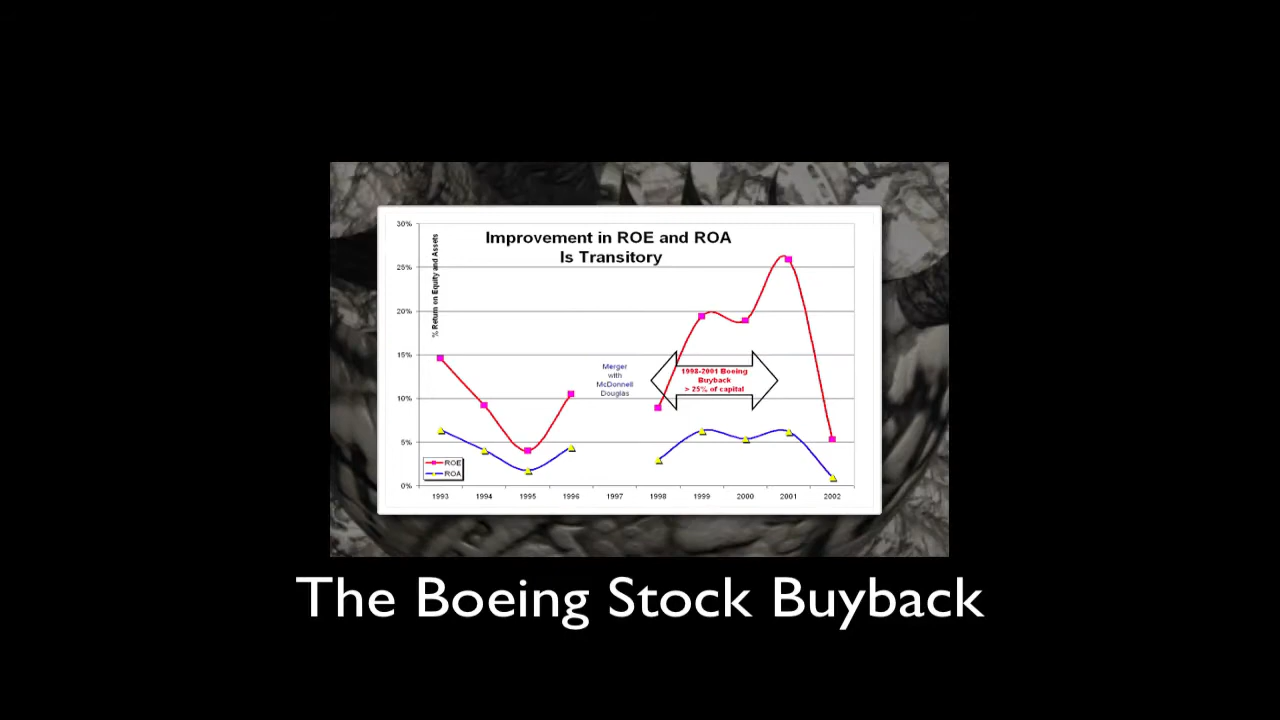 Improvement in ROE and ROA
Is Transitory
% Return on Equity and Assets
30%
25%
20%
15%
10%
5%
0%
Merger
with
McDonnell
Douglas
1998-2001 Boeing
Buyback
> 25% of capital
ROE
ROA
1993 1994 1995 1996 1997 1998 1999 2000 2001 2002
The Boeing Stock Buyback